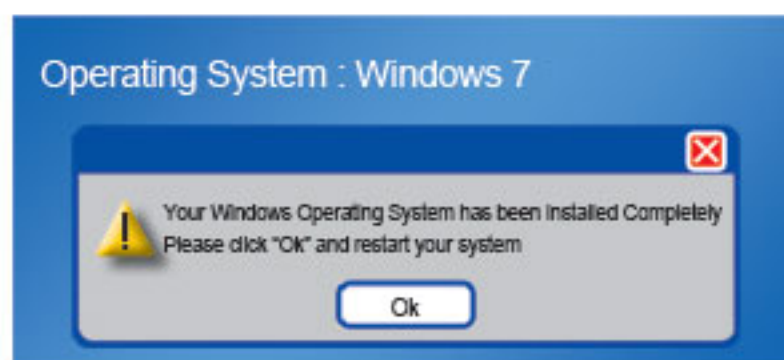 Operating System : Windows 7
Your Windows Operating System has been Installed Completely
Please click "Ok" and restart your system
Ok